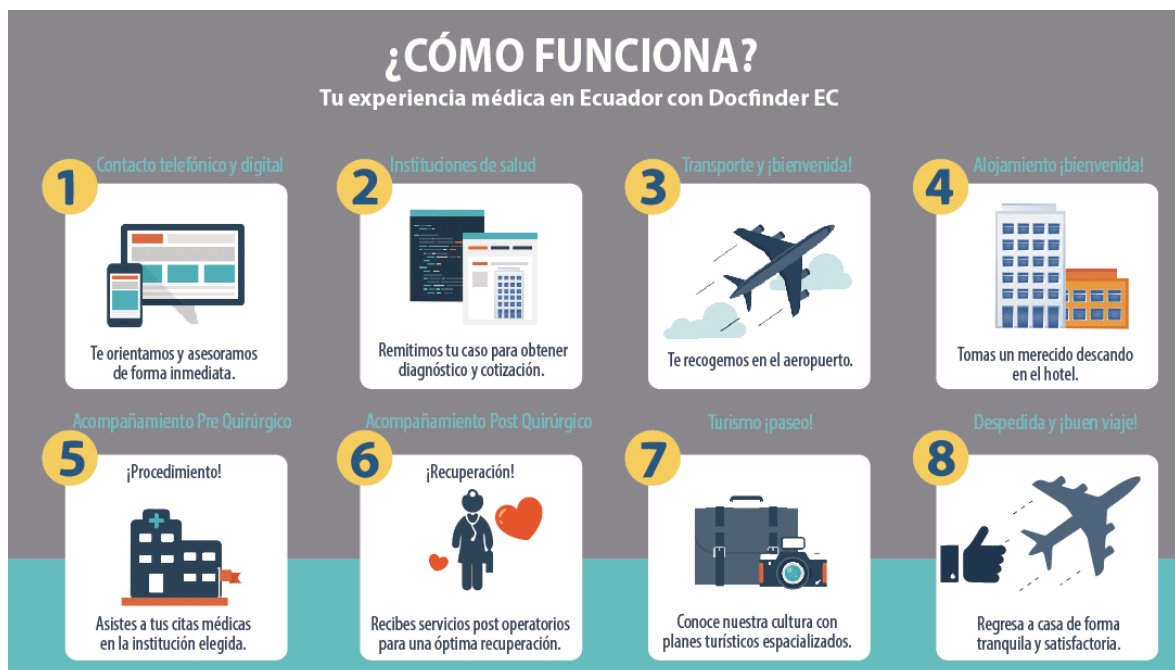 ¿CÓMO FUNCIONA?
Tu experiencia médica en Ecuador con Docfinder EC
1
Contacto telefónico y digital
Te orientamos y asesoramos
de forma inmediata.
2
Instituciones de salud
Remitimos tu caso para obtener
diagnóstico y cotización.
3
Transporte y ¡bienvenida!
Te recogemos en el aeropuerto.
4
Alojamiento ¡bienvenida!
Tomas un merecido descando
en el hotel.
5
Acompañamiento Pre Quirúrgico
¡Procedimiento!
Asistes a tus citas médicas
en la institución elegida.
6
Acompañamiento Post Quirúrgico
¡Recuperación!
Recibes servicios post operatorios
para una óptima recuperación.
7
Turismo ¡paseo!
Conoce nuestra cultura con
planes turísticos espacializados.
8
Despedida y ¡buen viaje!
Regresa a casa de forma
tranquila y satisfactoria.